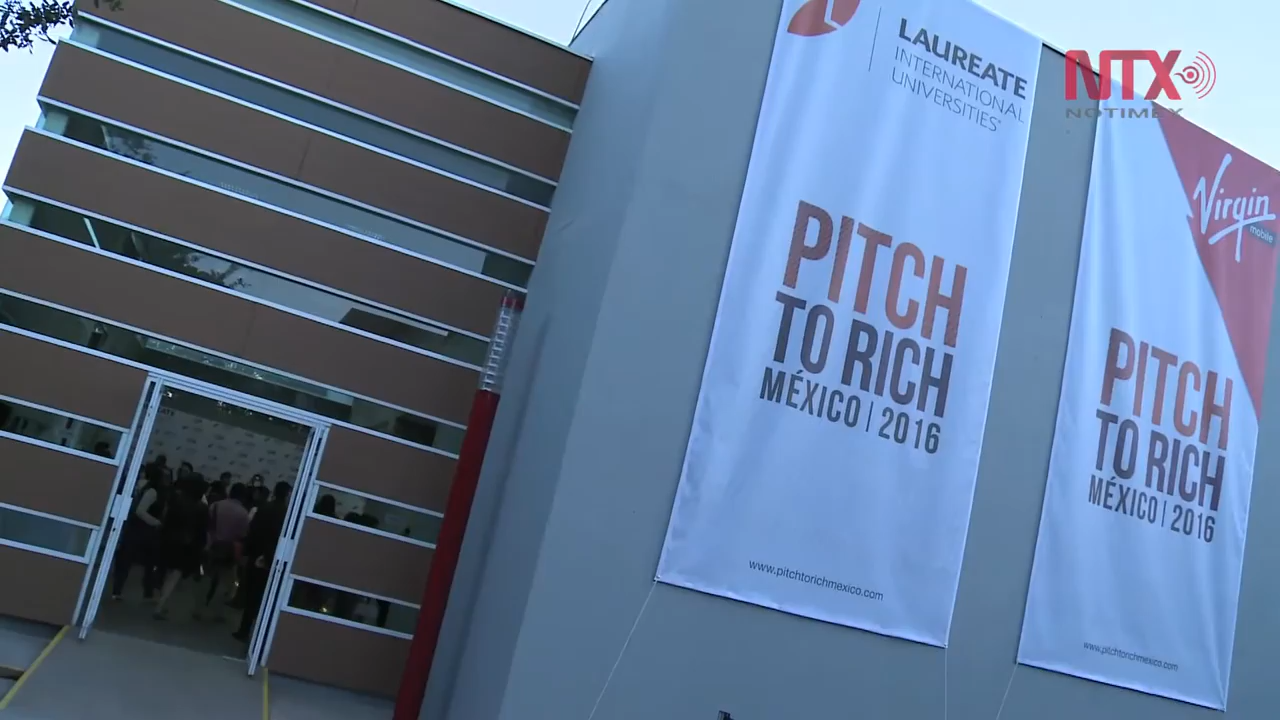 LAUREATE
INTERNATIONAL
UNIVERSITIES®
PITCH
TO RICH
MÉXICO | 2016
www.pitchtorichmexico.com
NTX
NOTIMEX
Virgin
mobile
PITCH
TO RICH
MÉXICO | 2016
www.pitchtorichmexico.com